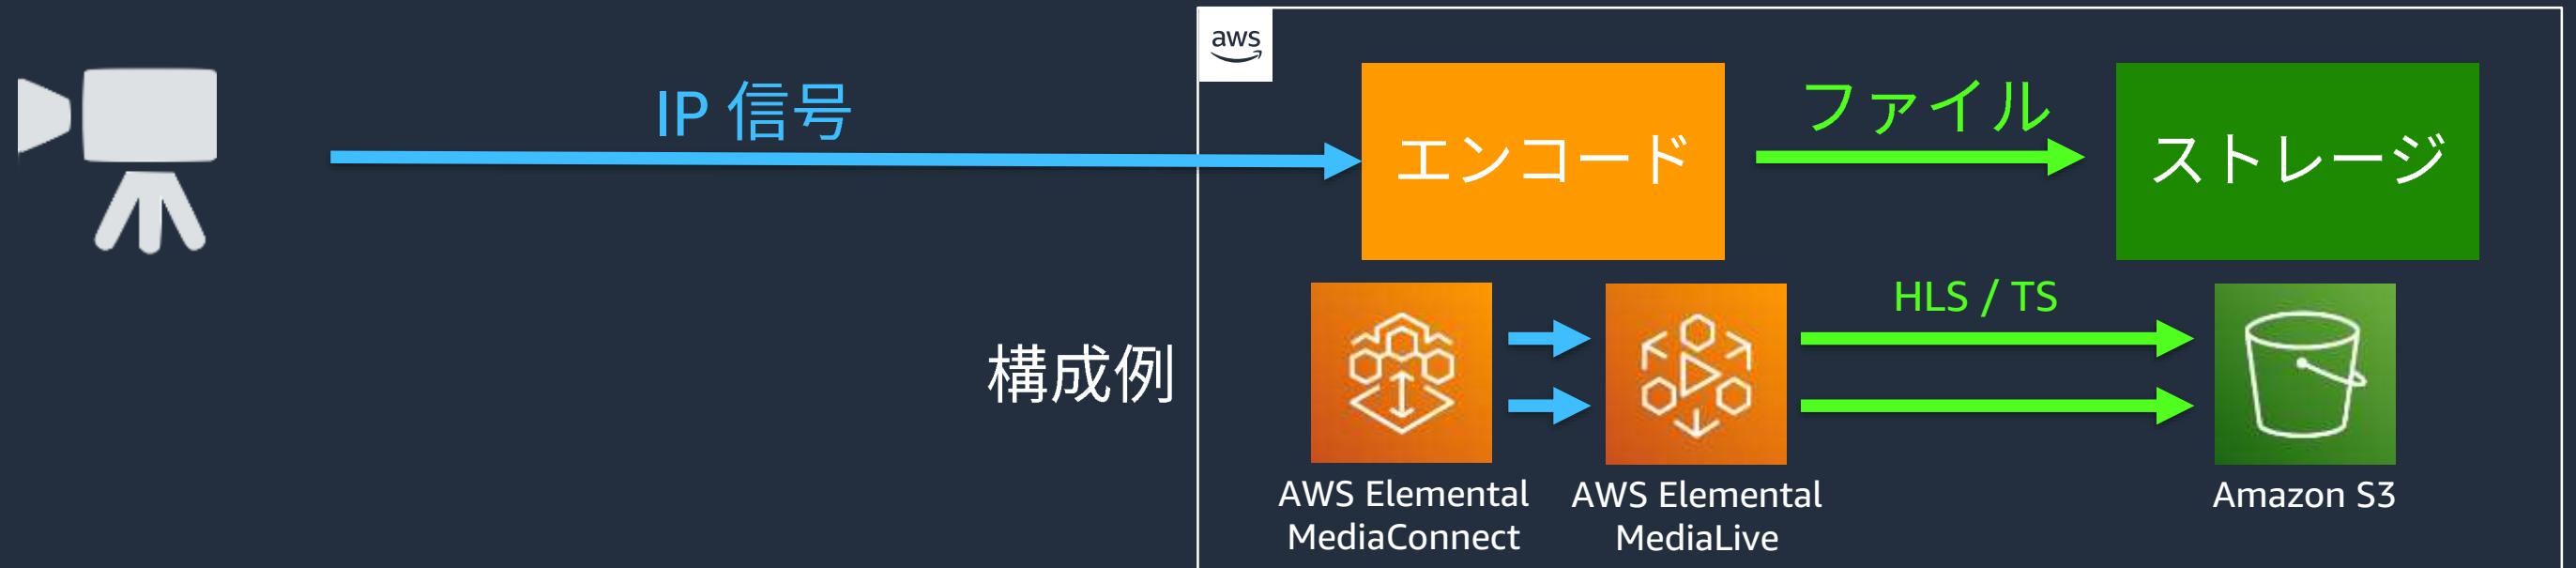 aws
IP 信号
エンコード
ファイル
ストレージ
構成例
HLS / TS
AWS Elemental
MediaConnect
AWS Elemental
MediaLive
Amazon S3